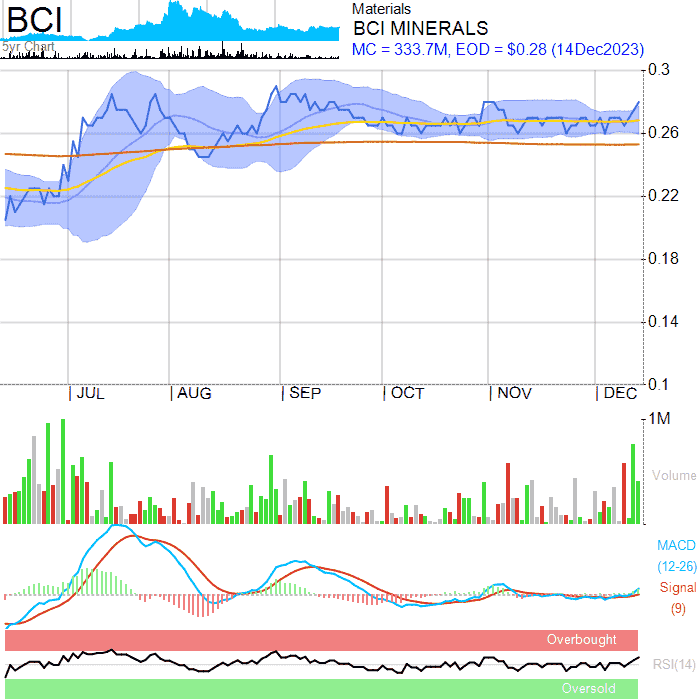 BCI
5yr Chart
Materials
BCI MINERALS
MC = 333.7M, EOD = $0.28 (14Dec2023)
0.3
0.26
0.22
0.18
0.14
0.1
JUL AUG SEP OCT NOV DEC
1M
Volume
MACD
(12-26)
Signal
(9)
Overbought
RSI(14)
Oversold